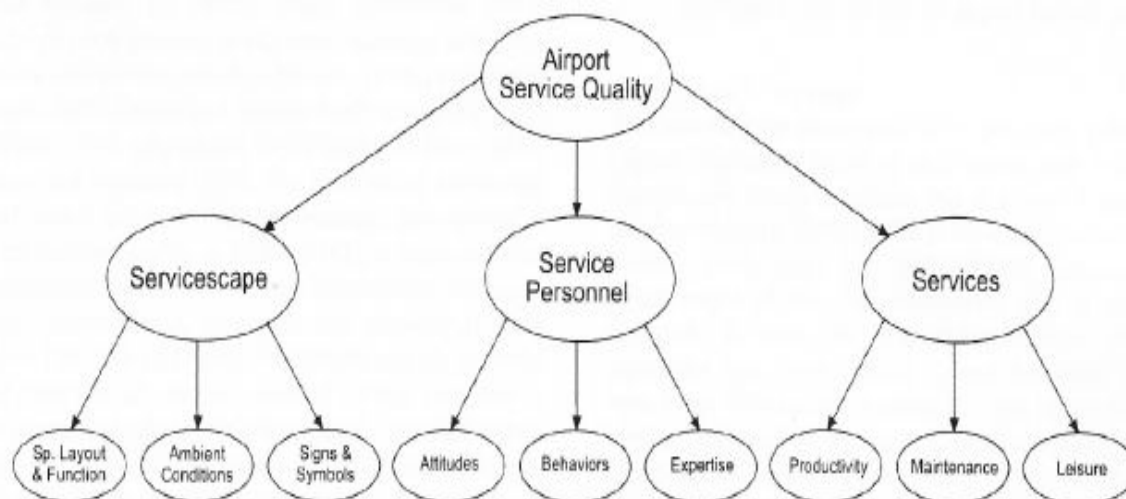 Airport
Service Quality
Servicescape
Service
Personnel
Services
Sp. Layout
& Function
Ambient
Conditions
Signs &
Symbols
Attitudes
Behaviors
Expertise
Productivity
Maintenance
Leisure